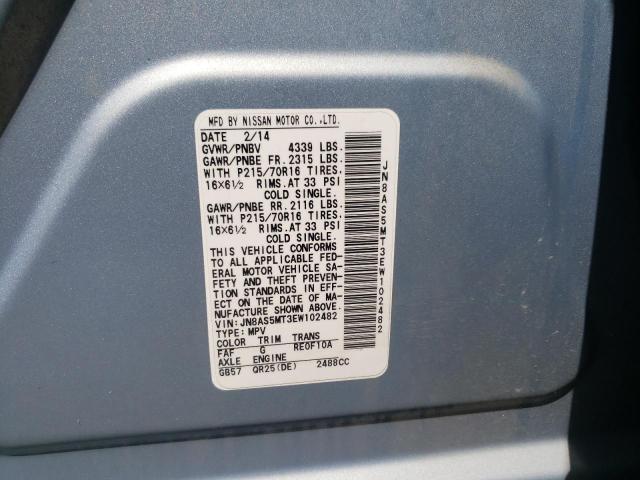 MFD BY NISSAN MOTOR CO.,LTD.
DATE 2/14
GVWR/PNBV 4339 LBS.
GAWR/PNBE FR. 2315 LBS.
WITH P215/70R16 TIRES.
16X6½ RIMS. AT 33 PSI
COLD SINGLE.
GAWR/PNBE RR. 2116 LBS.
WITH P215/70R16 TIRES.
16X6½ RIMS. AT 33 PSI
COLD SINGLE.
THIS VEHICLE CONFORMS
TO ALL APPLICABLE FED-
ERAL MOTOR VEHICLE SA-
FETY AND THEFT PREVEN-
TION STANDARDS IN EFF-
ECT ON THE DATE OF MA-
NUFACTURE SHOWN ABOVE.
VIN:JN8AS5MT3EW102482
TYPE:MPV
COLOR TRIM TRANS
FAF G RE0F10A
AXLE ENGINE
GB57 QR25(DE) 2488CC
JN8AS5MT3EW102482